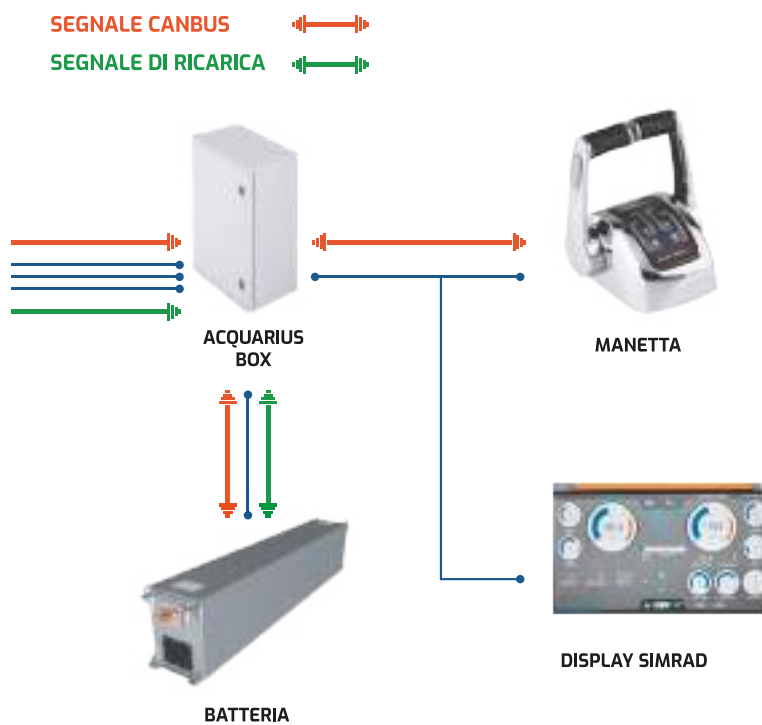 SEGNALE CANBUS
SEGNALE DI RICARICA
ACQUARIUS
BOX
MANETTA
DISPLAY SIMRAD
BATTERIA